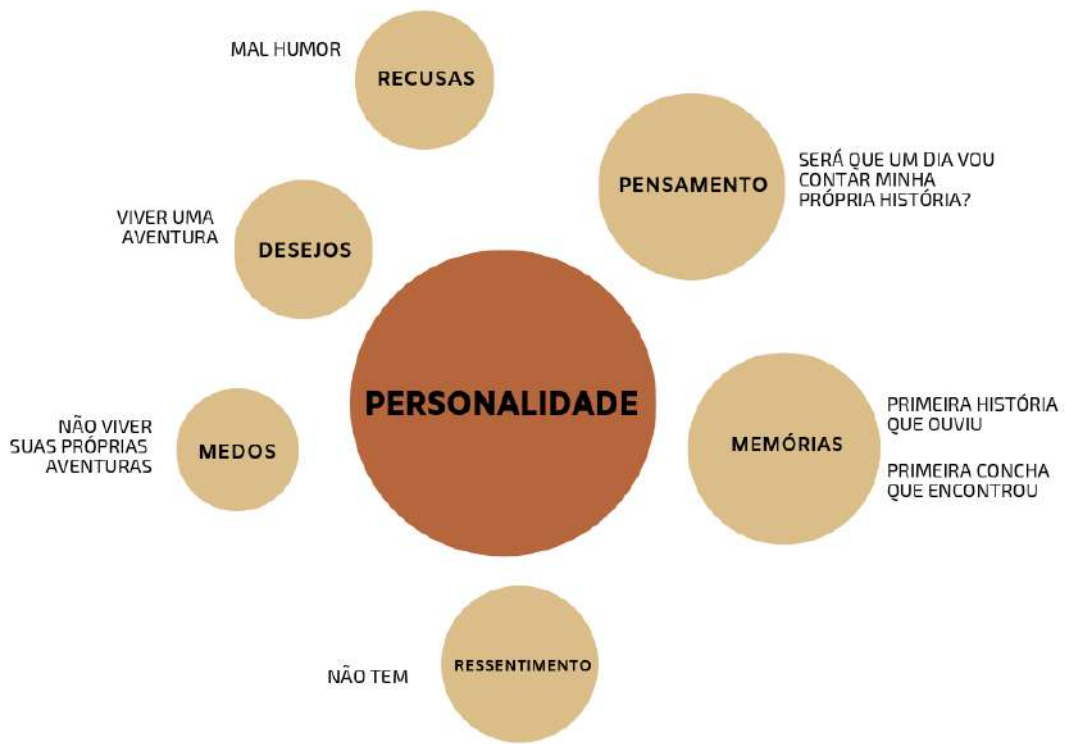 MAL HUMOR
RECUSAS
PENSAMENTO
SERÁ QUE UM DIA VOU
CONTAR MINHA
PRÓPRIA HISTÓRIA?
VIVER UMA
AVENTURA
DESEJOS
PERSONALIDADE
NÃO VIVER
SUAS PRÓPRIAS
AVENTURAS
MEDOS
MEMÓRIAS
PRIMEIRA HISTÓRIA
QUE OUVIU
PRIMEIRA CONCHA
QUE ENCONTROU
NÃO TEM
RESSENTIMENTO